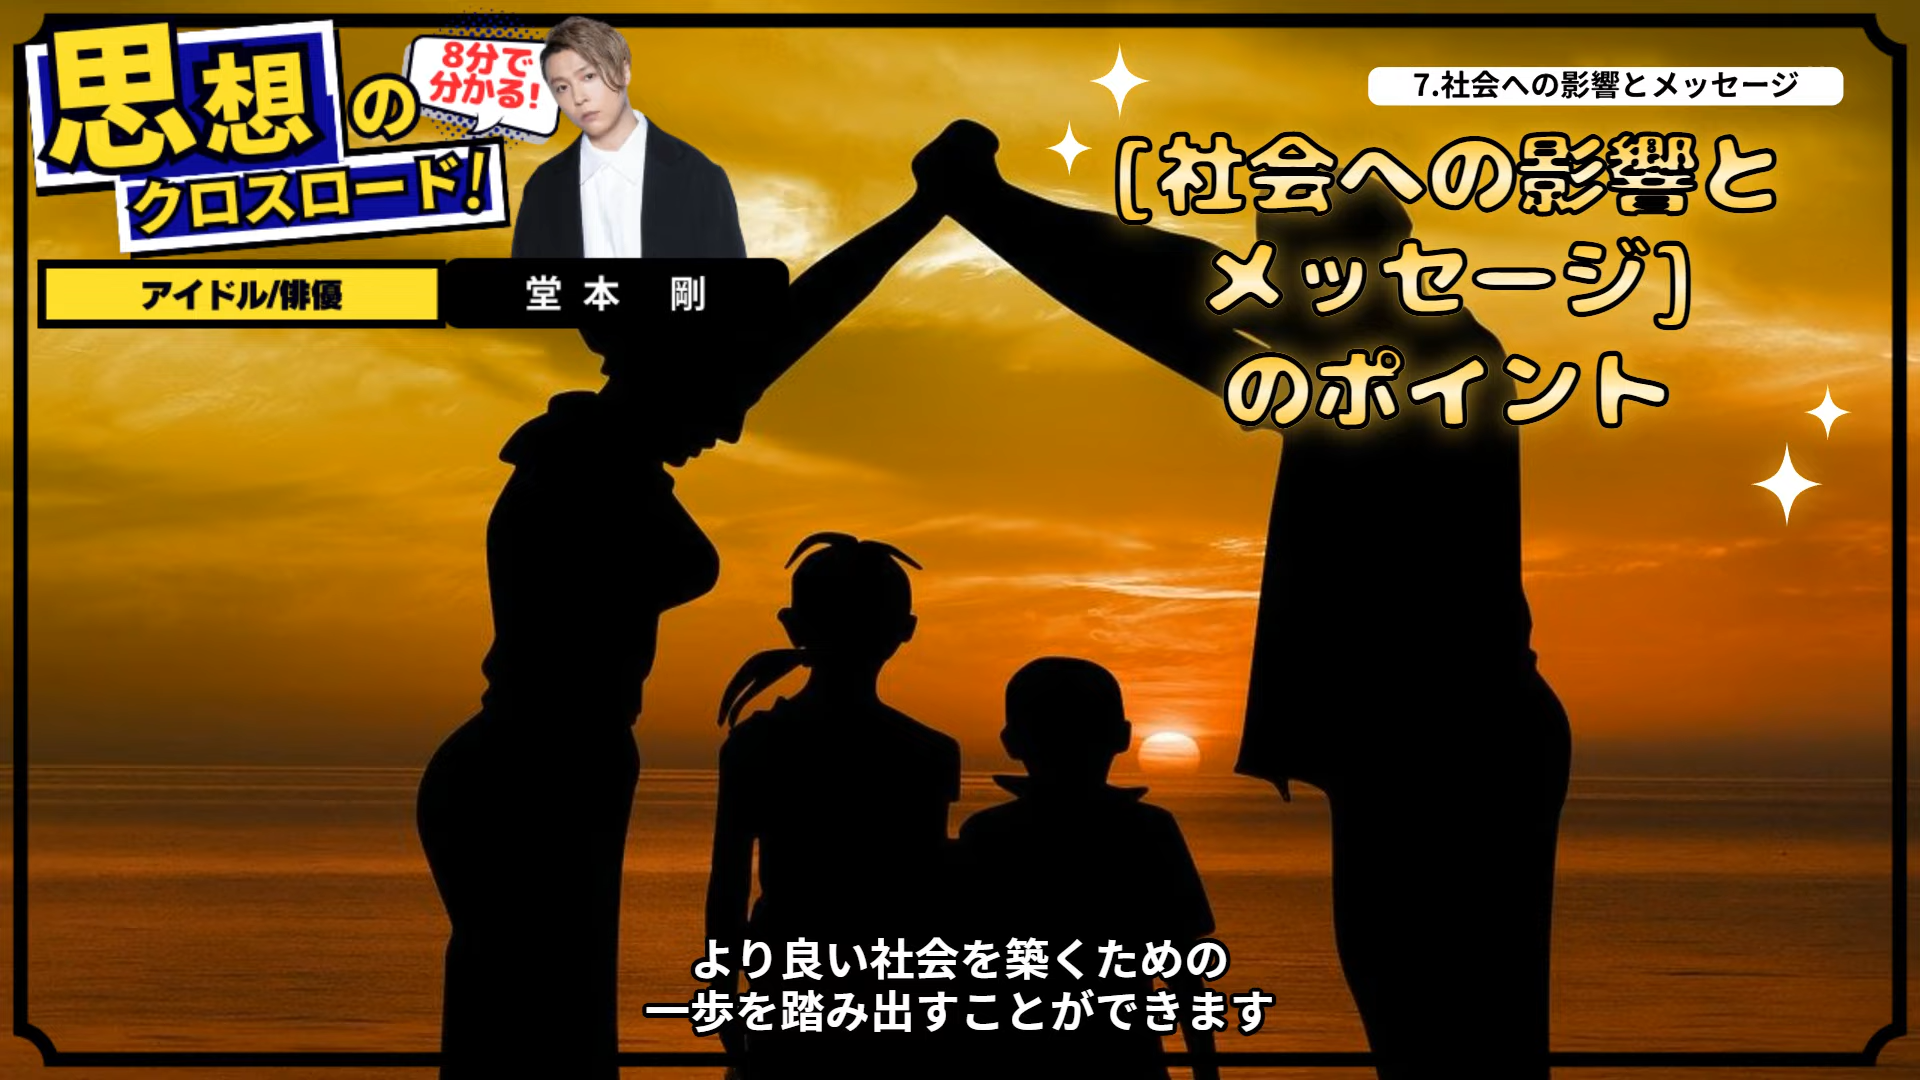 思想の
クロスロード!
8分で
分かる!
アイドル/俳優
堂本 剛
7.社会への影響とメッセージ
[社会への影響と
メッセージ]
のポイント
より良い社会を築くための
一歩を踏み出すことができます